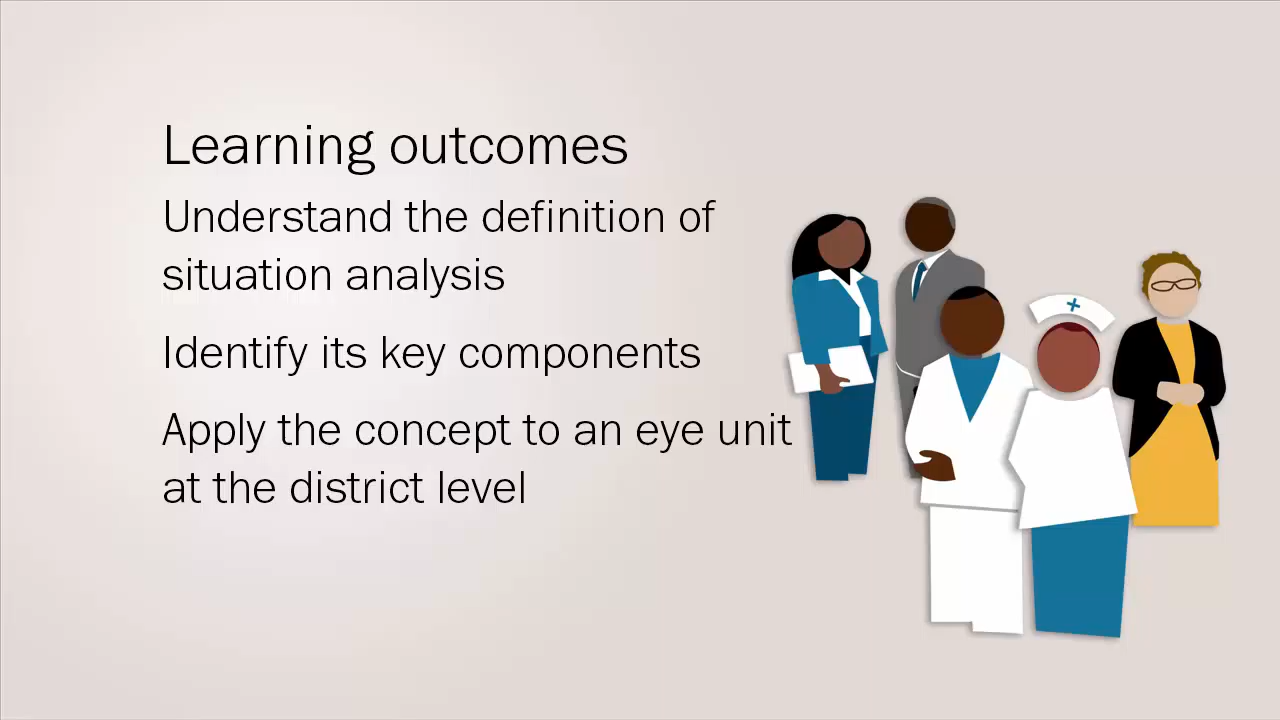 Learning outcomes
Understand the definition of
situation analysis
Identify its key components
Apply the concept to an eye unit
at the district level